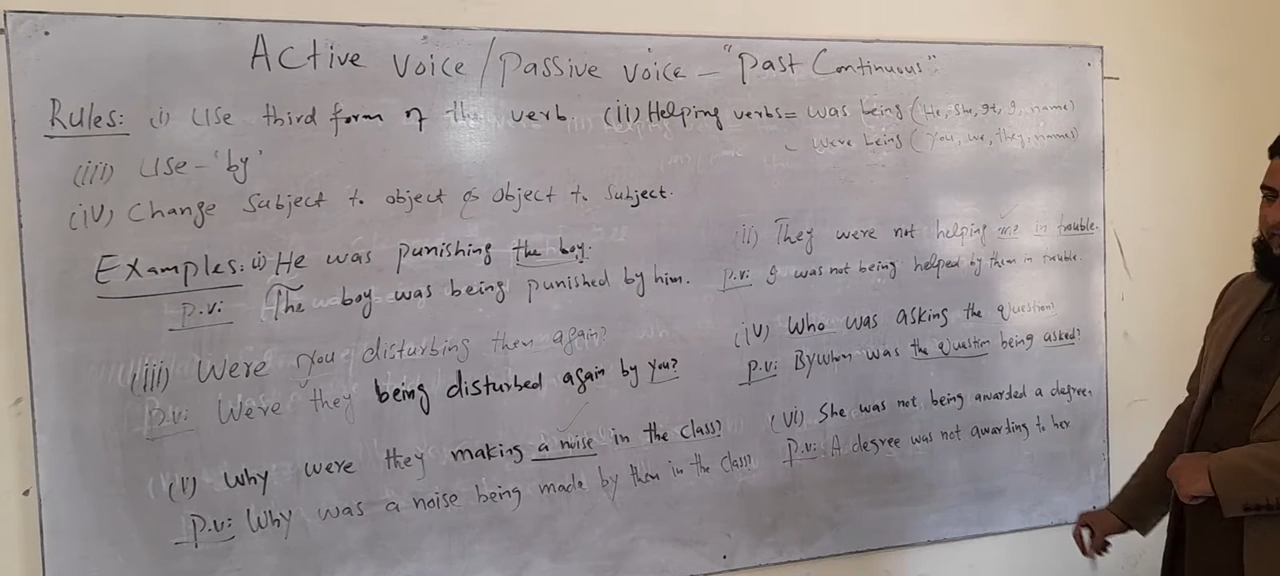 Active voice/Passive voice - "Past Continuous"
Rules: (i) Use third form of the verb. (ii) Helping verbs = was being (He, She, It, I, name)
were being (You, we, they, names)
(iii) Use - 'by'
(iv) Change Subject to object & object to Subject.
Examples: (i) He was punishing the boy.
P.V: The boy was being punished by him.
(ii) They were not helping me in trouble.
P.V: I was not being helped by them in trouble.
(iii) Were you disturbing them again?
P.V: Were they being disturbed again by you?
(iv) Who was asking the question?
P.V: By whom was the question being asked?
(v) Why were they making a noise in the class?
P.V: Why was a noise being made by them in the class?
(vi) She was not being awarded a degree.
P.V: A degree was not awarding to her